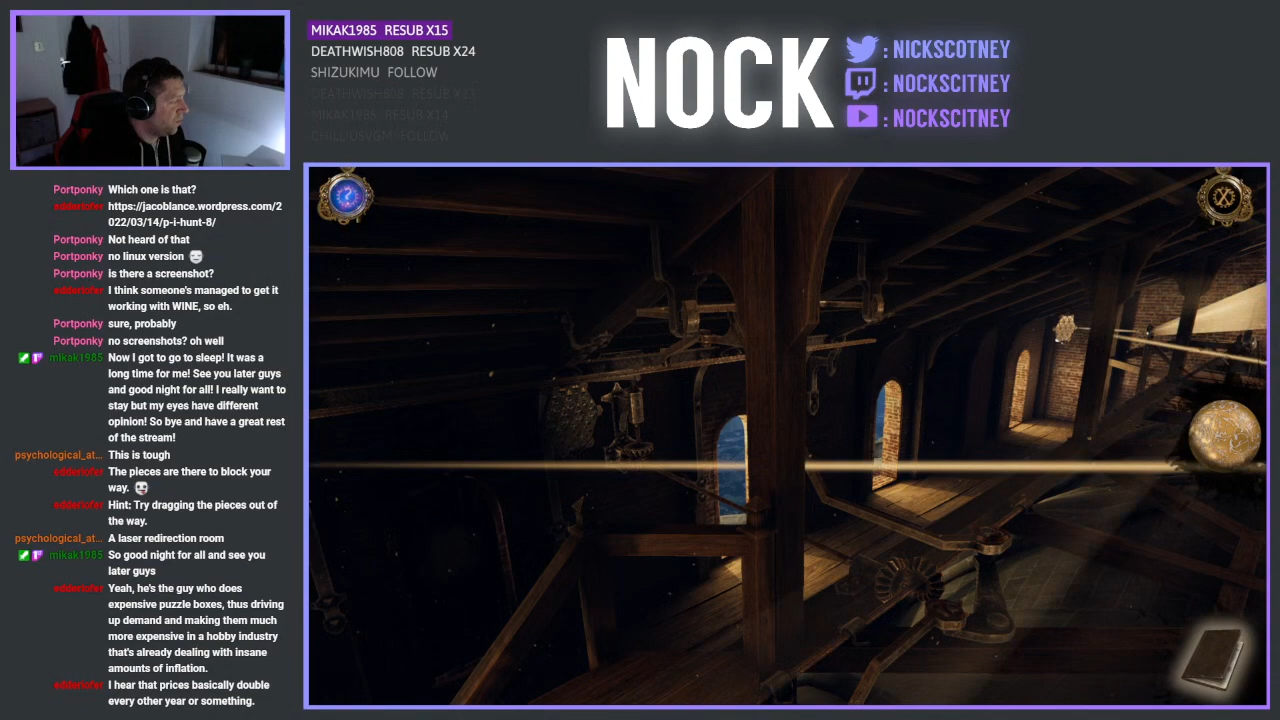 MIKAK1985 RESUB X15
DEATHWISH808 RESUB X24
SHIZUKIMU FOLLOW
DEATHWISH808 RESUB X23
MIKAK1985 RESUB X14
NOCK
: NICKSCOTNEY
: NOCKSCITNEY
: NOCKSCITNEY
Portponky Which one is that?
edderiofer https://jacoblance.wordpress.com/2
022/03/14/p-i-hunt-8/
Portponky Not heard of that
Portponky no linux version
Portponky is there a screenshot?
edderiofer I think someone's managed to get it
working with WINE, so eh.
Portponky sure, probably
Portponky no screenshots? oh well
mikak1985 Now I got to go to sleep! It was a
long time for me! See you later guys
and good night for all! I really want to
stay but my eyes have different
opinion! So bye and have a great rest
of the stream!
psychological_at... This is tough
edderiofer The pieces are there to block your
way.
edderiofer Hint: Try dragging the pieces out of
the way.
psychological_at... A laser redirection room
mikak1985 So good night for all and see you
later guys
edderiofer Yeah, he's the guy who does
expensive puzzle boxes, thus driving
up demand and making them much
more expensive in a hobby industry
that's already dealing with insane
amounts of inflation.
edderiofer I hear that prices basically double
every other year or something.